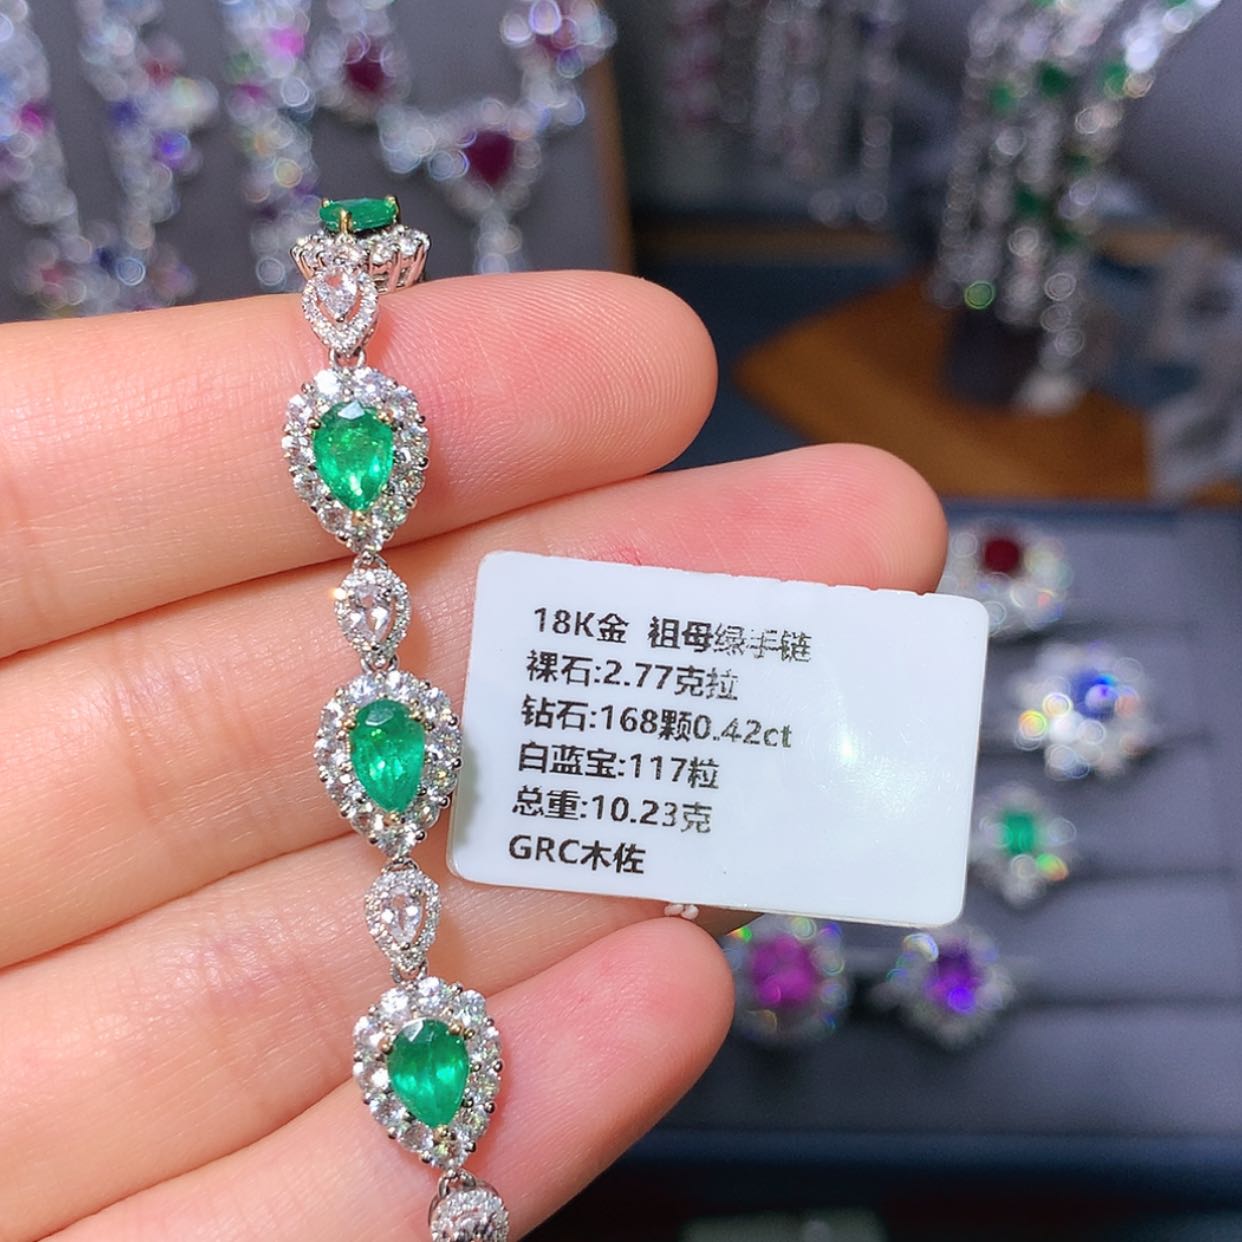 18K金 祖母绿手链
裸石:2.77克拉
钻石:168颗0.42ct
白蓝宝:117粒
总重:10.23克
GRC木佐